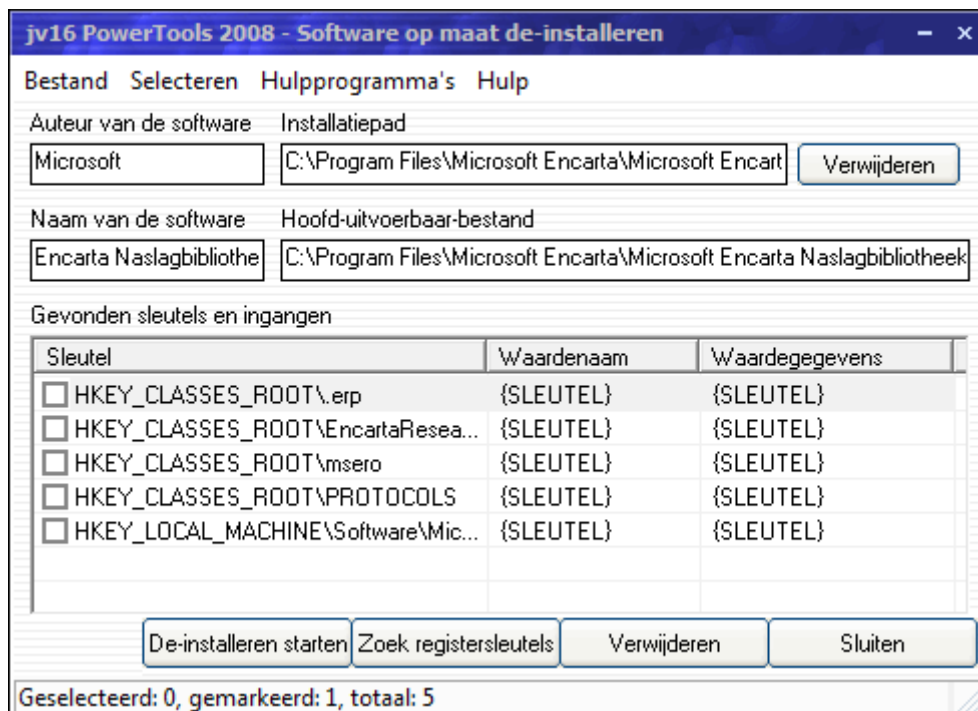 jv16 PowerTools 2008 - Software op maat de-installeren
Bestand Selecteren Hulpprogramma's Hulp
Auteur van de software Installatiepad
Microsoft C:\Program Files\Microsoft Encarta\Microsoft Encart Verwijderen
Naam van de software Hoofd-uitvoerbaar-bestand
Encarta Naslagbibliothe C:\Program Files\Microsoft Encarta\Microsoft Encarta Naslagbibliotheek
Gevonden sleutels en ingangen
Sleutel Waardenaam Waardegegevens
HKEY_CLASSES_ROOT\.erp {SLEUTEL} {SLEUTEL}
HKEY_CLASSES_ROOT\EncartaResea... {SLEUTEL} {SLEUTEL}
HKEY_CLASSES_ROOT\msero {SLEUTEL} {SLEUTEL}
HKEY_CLASSES_ROOT\PROTOCOLS {SLEUTEL} {SLEUTEL}
HKEY_LOCAL_MACHINE\Software\Mic... {SLEUTEL} {SLEUTEL}
De-installeren starten Zoek registersleutels Verwijderen Sluiten
Geselecteerd: 0, gemarkeerd: 1, totaal: 5